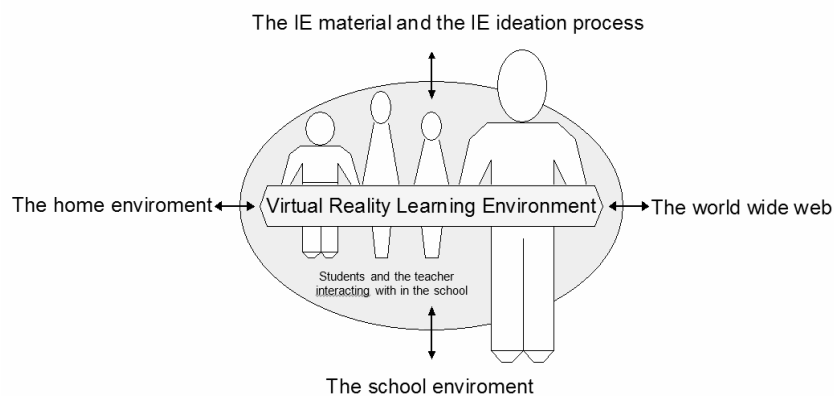 The IE material and the IE ideation process
The home enviroment
Virtual Reality Learning Environment
The world wide web
Students and the teacher
interacting with in the school
The school enviroment